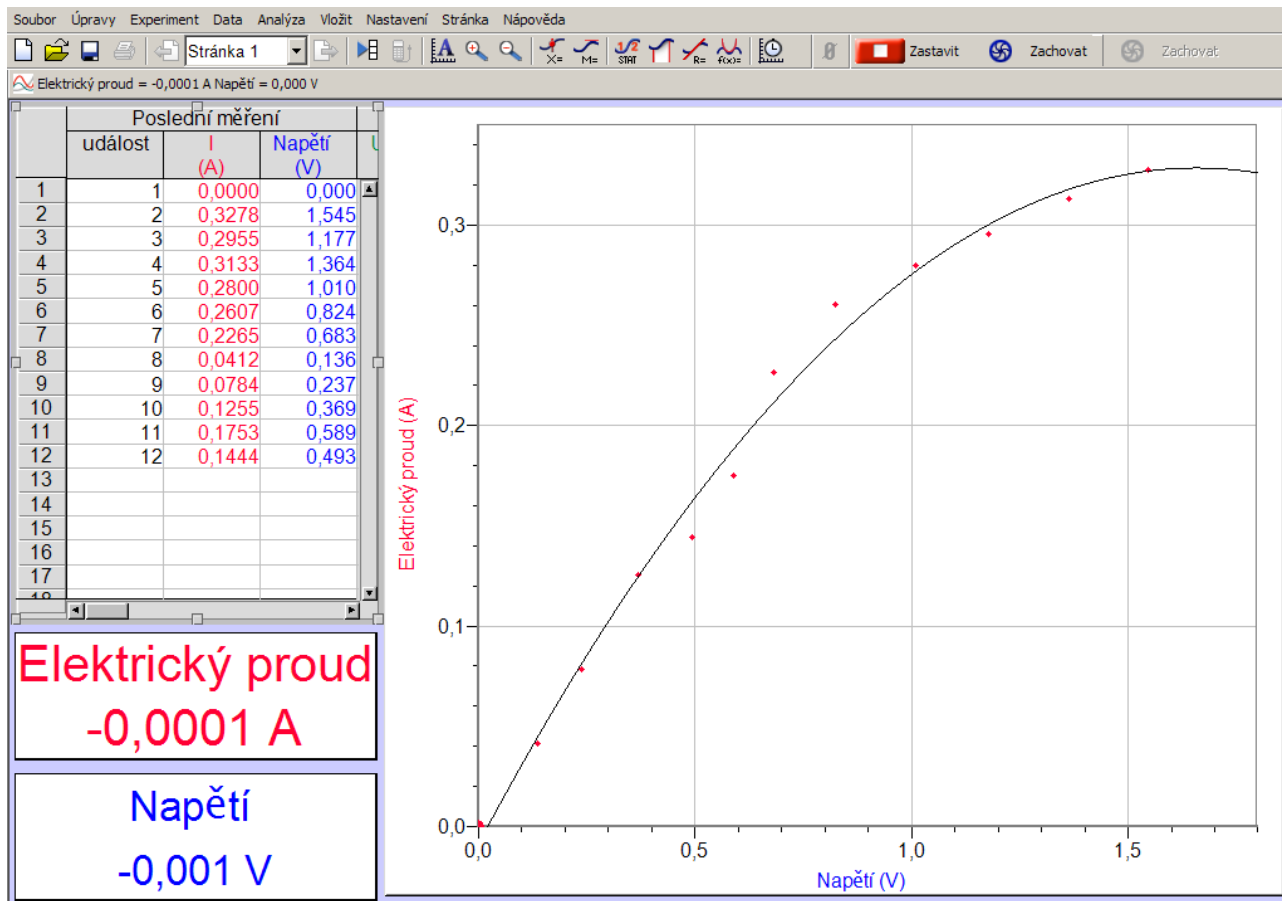 Soubor Úpravy Experiment Data Analýza Vložit Nastavení Stránka Nápověda
Stránka 1 X= M= STAT R= f(x)= Zastavit Zachovat Zachovat
Elektrický proud = -0,0001 A Napětí = 0,000 V
Poslední měření
událost I Napětí U
(A) (V)
1 1 0,0000 0,000
2 2 0,3278 1,545
3 3 0,2955 1,177
4 4 0,3133 1,364
5 5 0,2800 1,010
6 6 0,2607 0,824
7 7 0,2265 0,683
8 8 0,0412 0,136
9 9 0,0784 0,237
10 10 0,1255 0,369
11 11 0,1753 0,589
12 12 0,1444 0,493
13
14
15
16
17
18
Elektrický proud
-0,0001 A
Napětí
-0,001 V
Elektrický proud (A)
0,3
0,2
0,1
0,0
0,0 0,5 1,0 1,5
Napětí (V)